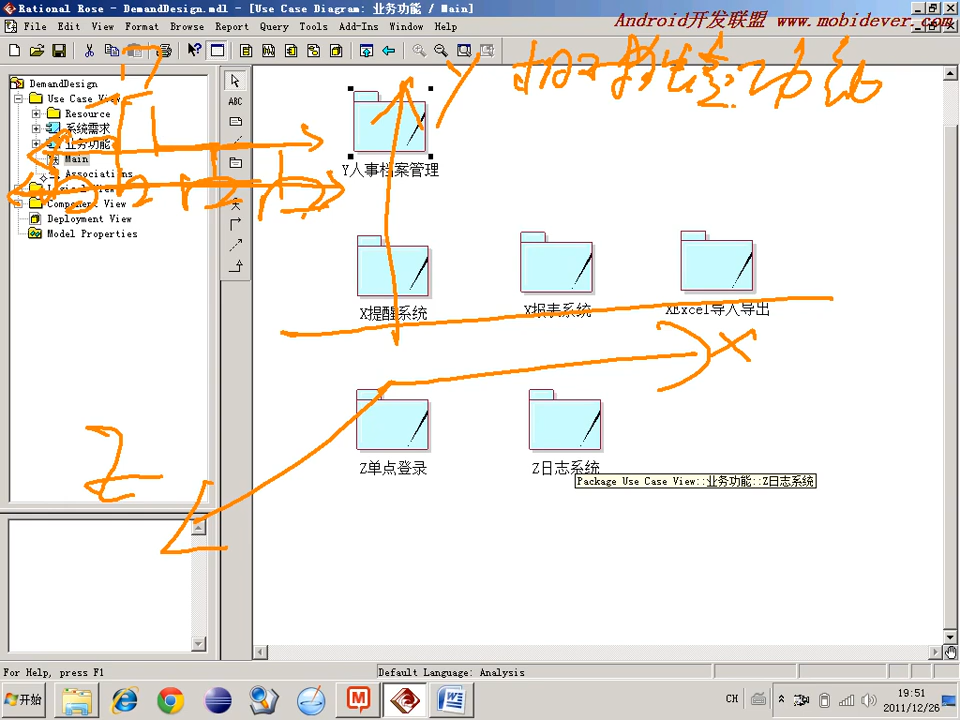 Rational Rose - DemandDesign.mdl - [Use Case Diagram: 业务功能 / Main]
File Edit View Format Browse Report Query Tools Add-Ins Window Help
Android开发联盟 www.mobidever.com
DemandDesign
Use Case View
Resource
系统需求
业务功能
Main
Associations
Logical View
Component View
Deployment View
Model Properties
ABC
Y
Y人事档案管理
X提醒系统
X报表系统
XExcel导入导出
X
Z单点登录
Z日志系统
Package Use Case View::业务功能::Z日志系统
Z
For Help, press F1
Default Language: Analysis
开始
CH
19:51
2011/12/26